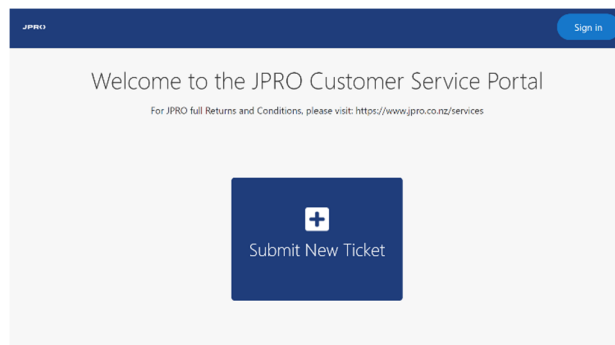 JPRO
Sign in
Welcome to the JPRO Customer Service Portal
For JPRO full Returns and Conditions, please visit: https://www.jpro.co.nz/services
Submit New Ticket